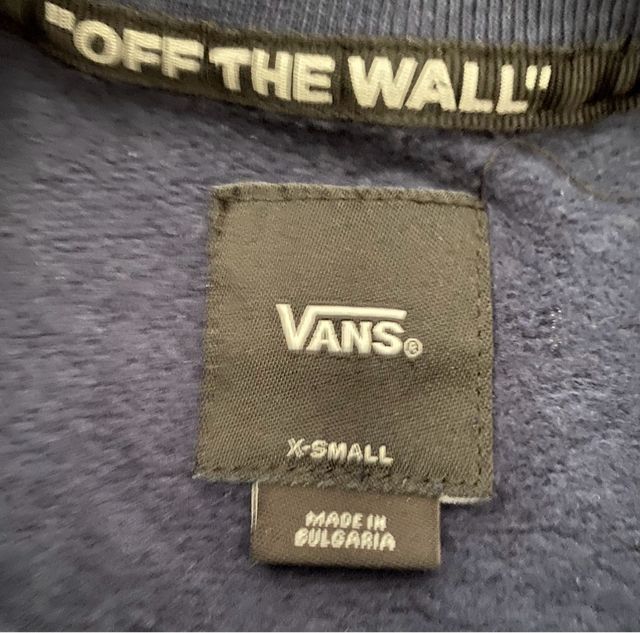 "OFF THE WALL"
VANS®
X-SMALL
MADE IN
BULGARIA